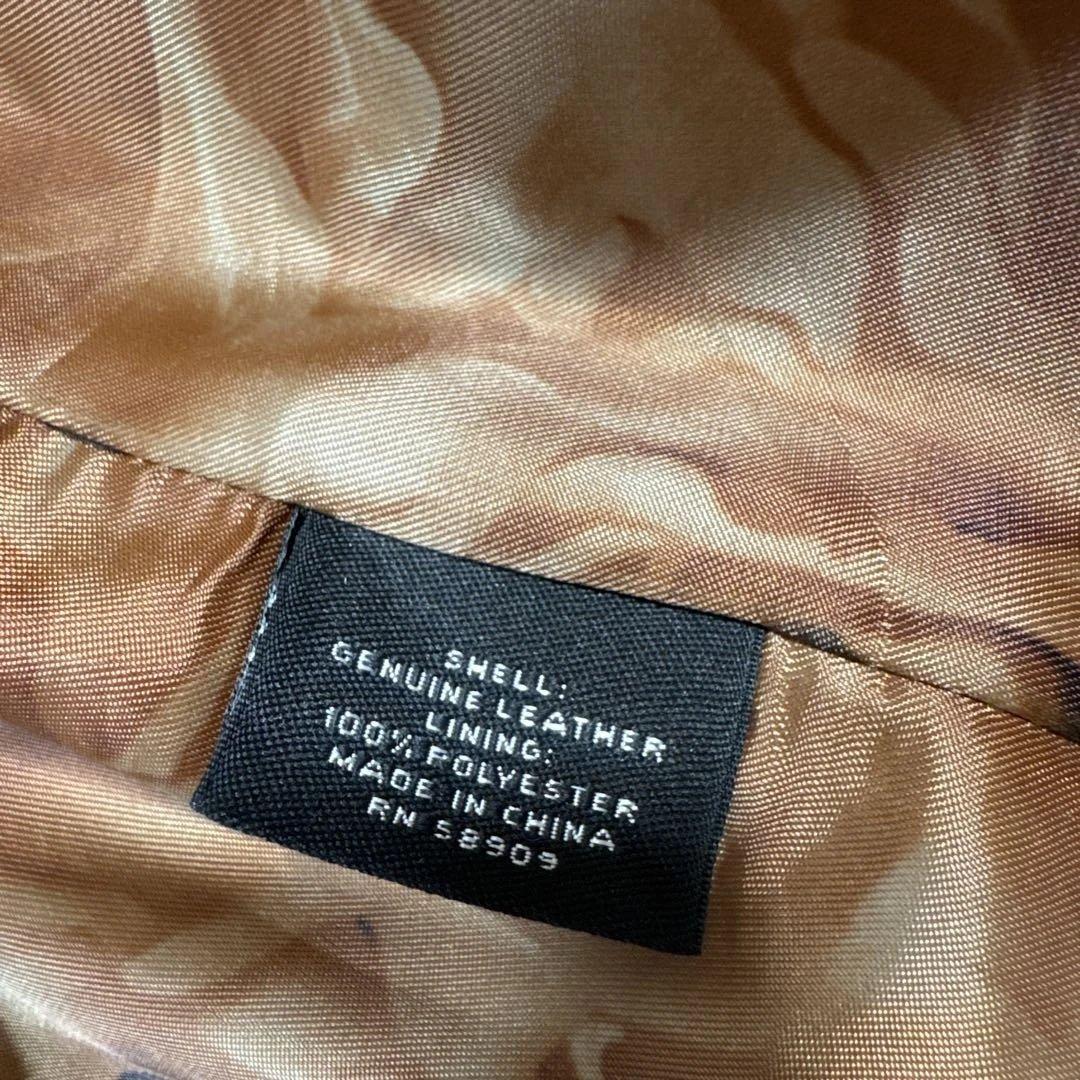 SHELL:
GENUINE LEATHER
LINING:
100% POLYESTER
MADE IN CHINA
RN 58909